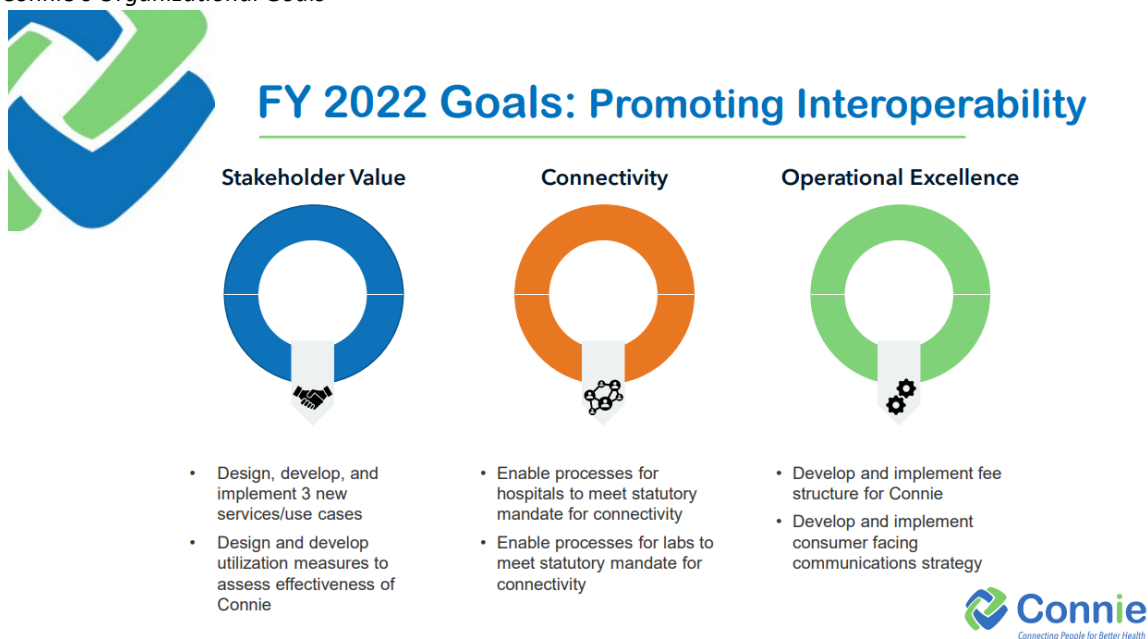 Connie's Organizational Goals
FY 2022 Goals: Promoting Interoperability
Stakeholder Value
Connectivity
Operational Excellence
• Design, develop, and
implement 3 new
services/use cases
• Design and develop
utilization measures to
assess effectiveness of
Connie
• Enable processes for
hospitals to meet statutory
mandate for connectivity
• Enable processes for labs to
meet statutory mandate for
connectivity
• Develop and implement fee
structure for Connie
• Develop and implement
consumer facing
communications strategy
Connie
Connecting People for Better Health